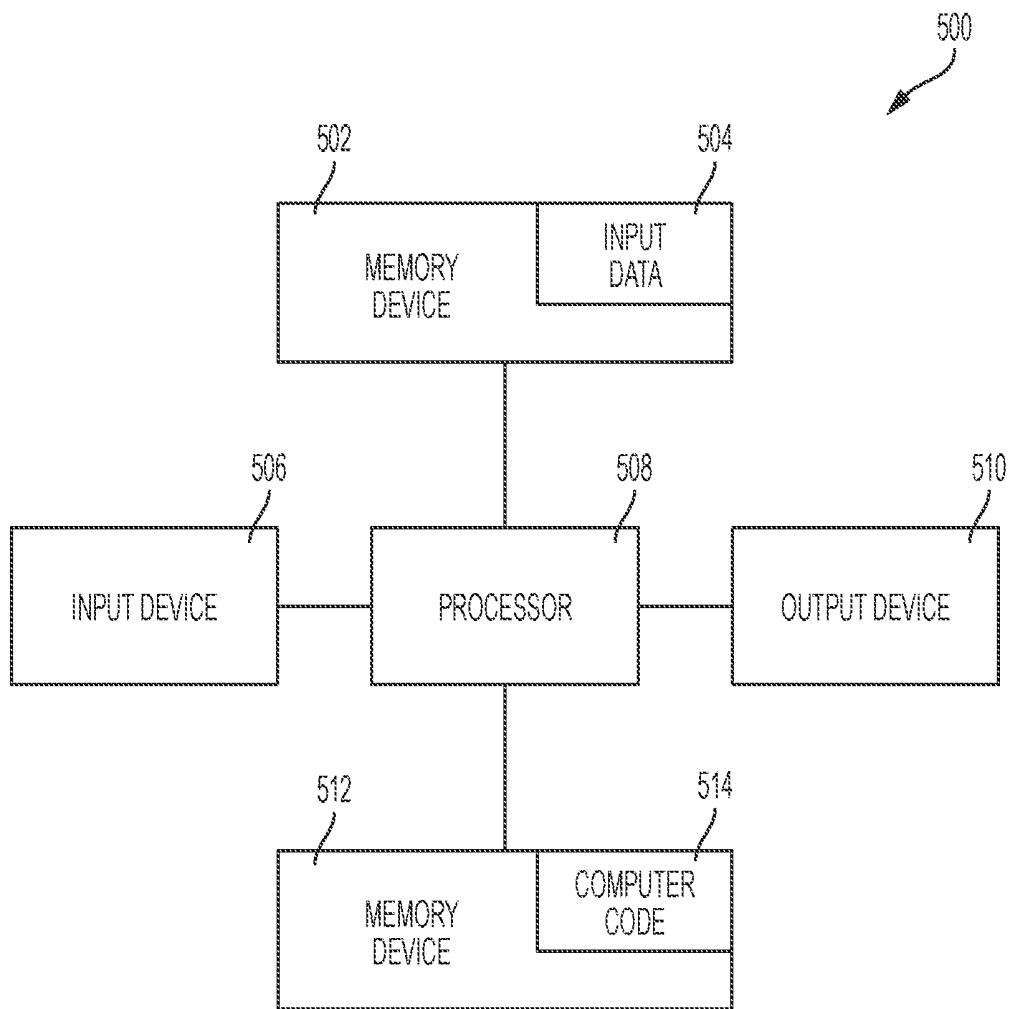 500
502
504
MEMORY
DEVICE
INPUT
DATA
506
508
510
INPUT DEVICE
PROCESSOR
OUTPUT DEVICE
512
514
MEMORY
DEVICE
COMPUTER
CODE